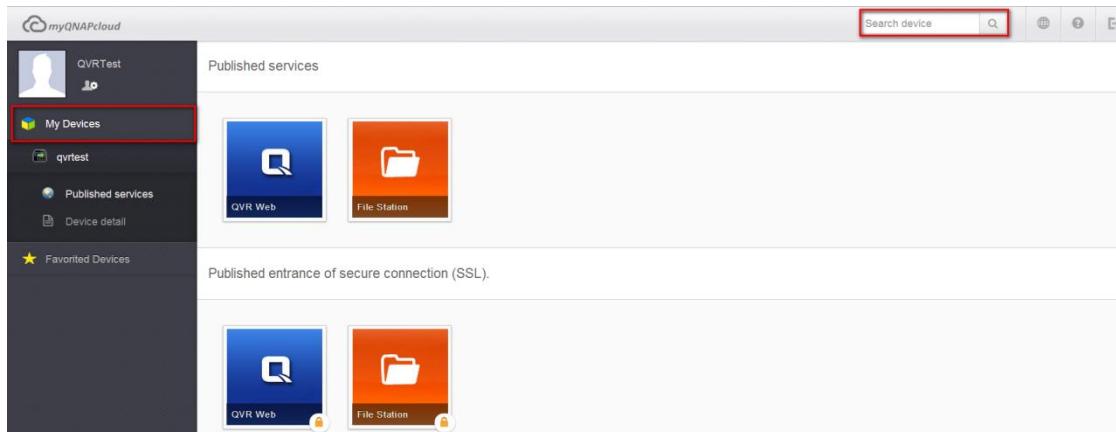 myQNAPcloud
Search device
QVRTest
My Devices
qvrtest
Published services
Device detail
Favorited Devices
Published services
QVR Web
File Station
Published entrance of secure connection (SSL).
QVR Web
File Station